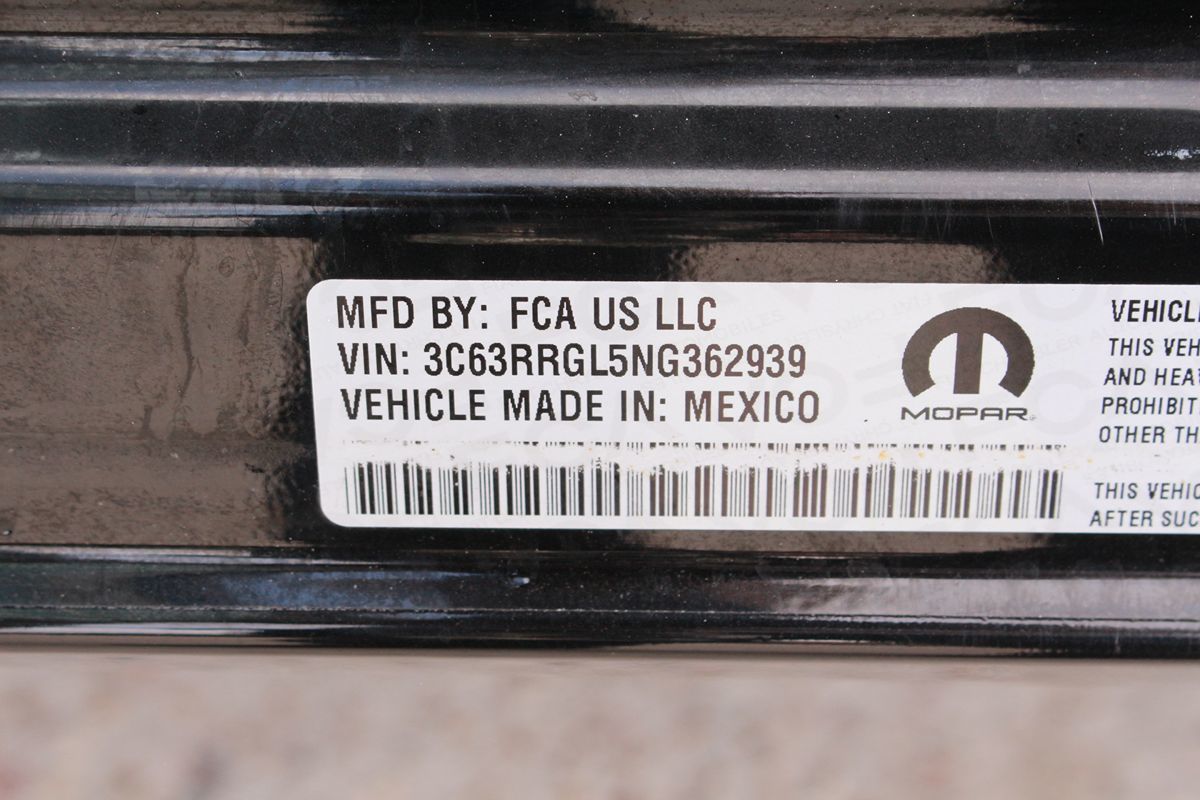 MFD BY: FCA US LLC
VIN: 3C63RRGL5NG362939
VEHICLE MADE IN: MEXICO
MOPAR
VEHICL
THIS VEH
AND HEA
PROHIBIT
OTHER TH
THIS VEHIC
AFTER SUC